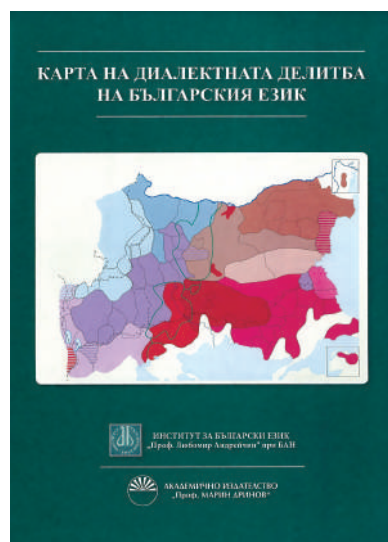 КАРТА НА ДИАЛЕКТНАТА ДЕЛИТБА
НА БЪЛГАРСКИЯ ЕЗИК
ИНСТИТУТ ЗА БЪЛГАРСКИ ЕЗИК
„Проф. Любомир Андрейчин" при БАН
АКАДЕМИЧНО ИЗДАТЕЛСТВО
„Проф. МАРИН ДРИНОВ"